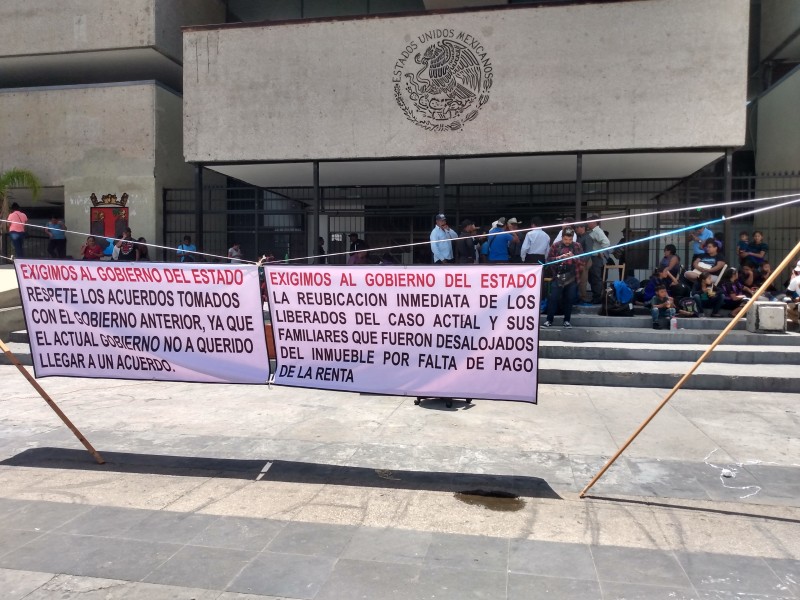 ESTADOS UNIDOS MEXICANOS
EXIGIMOS AL GOBIERNO DEL ESTADO
RESPETE LOS ACUERDOS TOMADOS
CON EL GOBIERNO ANTERIOR, YA QUE
EL ACTUAL GOBIERNO NO A QUERIDO
LLEGAR A UN ACUERDO.
EXIGIMOS AL GOBIERNO DEL ESTADO
LA REUBICACION INMEDIATA DE LOS
LIBERADOS DEL CASO ACTIAL Y SUS
FAMILIARES QUE FUERON DESALOJADOS
DEL INMUEBLE POR FALTA DE PAGO
DE LA RENTA